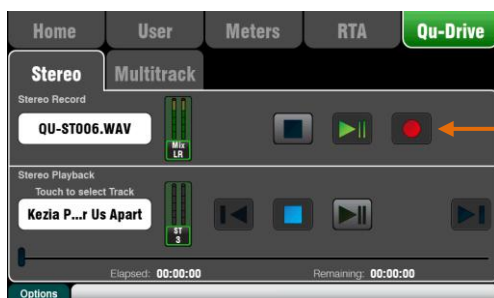 Home User Meters RTA Qu-Drive
Stereo Multitrack
Stereo Record
QU-ST006.WAV
Mix
LR
Stereo Playback
Touch to select Track
Kezia P...r Us Apart
ST
3
Elapsed: 00:00:00 Remaining: 00:00:00
Options